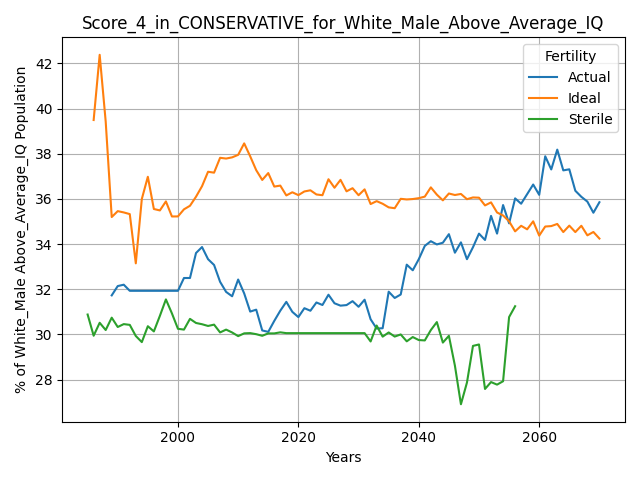 Score_4_in_CONSERVATIVE_for_White_Male_Above_Average_IQ
Fertility
Actual
Ideal
Sterile
% of White_Male Above_Average_IQ Population
42
40
38
36
34
32
30
28
2000
2020
2040
2060
Years